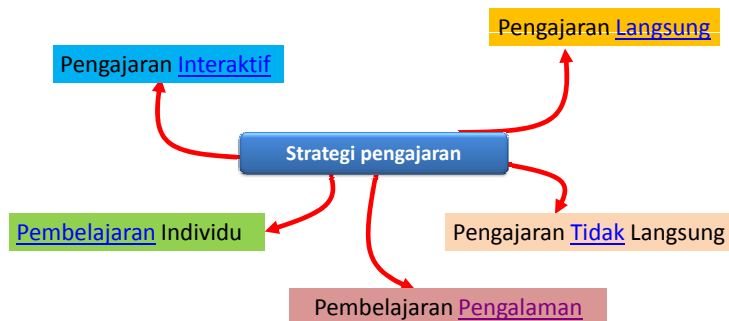 Pengajaran Langsung
Pengajaran Interaktif
Strategi pengajaran
Pembelajaran Individu
Pengajaran Tidak Langsung
Pembelajaran Pengalaman